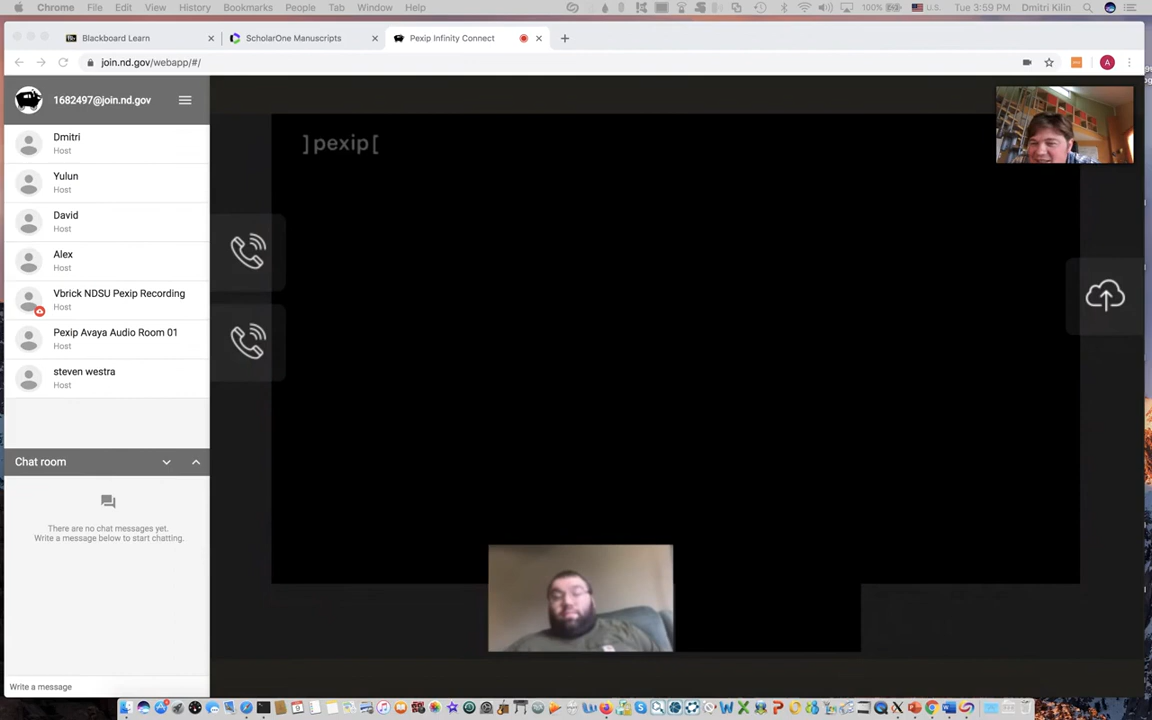 Chrome File Edit View History Bookmarks People Tab Window Help 100% U.S. Tue 3:59 PM Dmitri Kilin
Blackboard Learn ScholarOne Manuscripts Pexip Infinity Connect
join.nd.gov/webapp/#/ A
1682497@join.nd.gov
]pexip[
Dmitri
Host
Yulun
Host
David
Host
Alex
Host
Vbrick NDSU Pexip Recording
Host
Pexip Avaya Audio Room 01
Host
steven westra
Host
Chat room
There are no chat messages yet.
Write a message below to start chatting.
Write a message